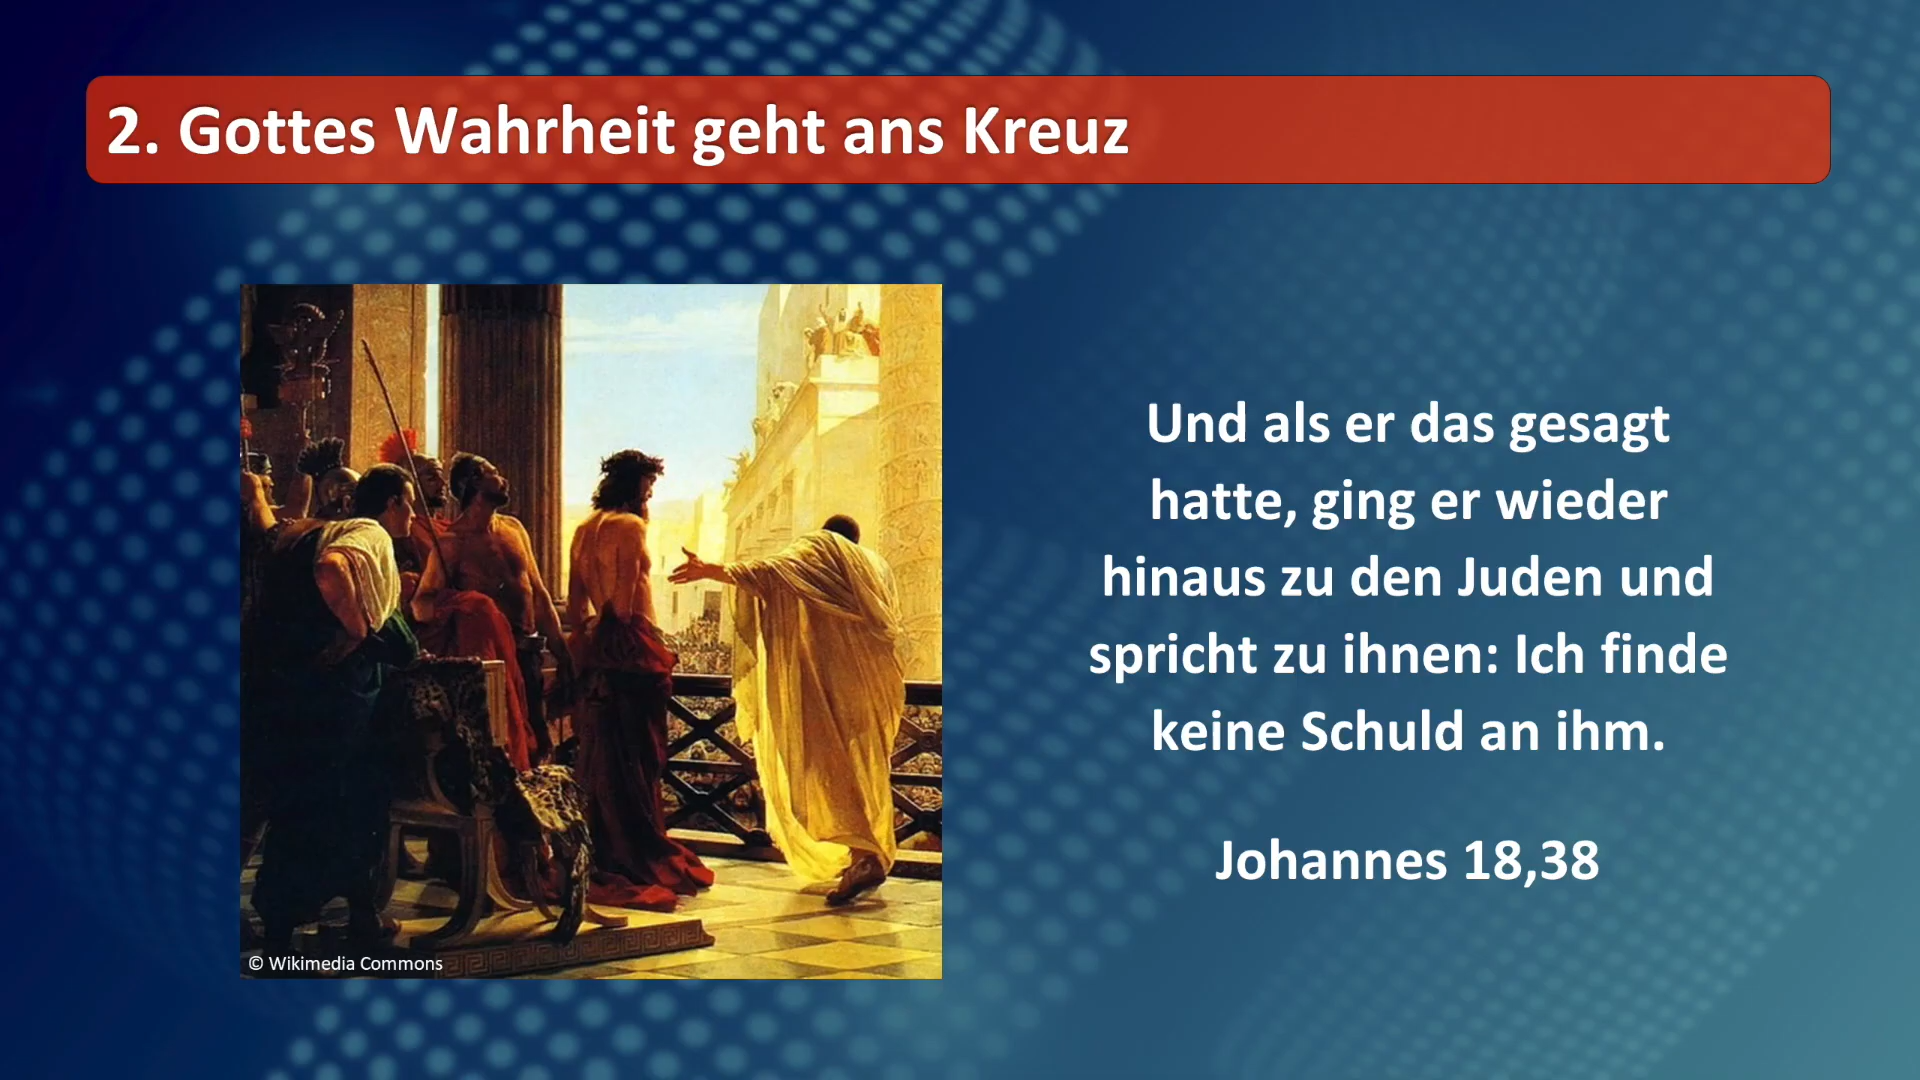 2. Gottes Wahrheit geht ans Kreuz
Und als er das gesagt
hatte, ging er wieder
hinaus zu den Juden und
spricht zu ihnen: Ich finde
keine Schuld an ihm.
Johannes 18,38
© Wikimedia Commons